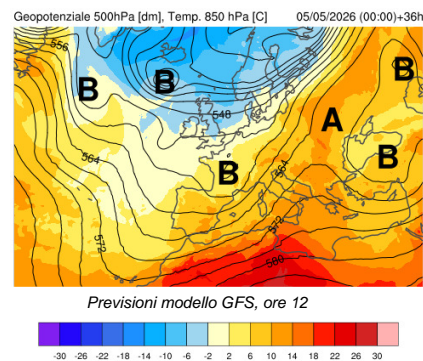 Geopotenziale 500hPa [dm], Temp. 850 hPa [C] 05/05/2026 (00:00)+36h
556
B
B
B
548
A
564
B
B
564
572
572
580
Previsioni modello GFS, ore 12
-30 -26 -22 -18 -14 -10 -6 -2 2 6 10 14 18 22 26 30